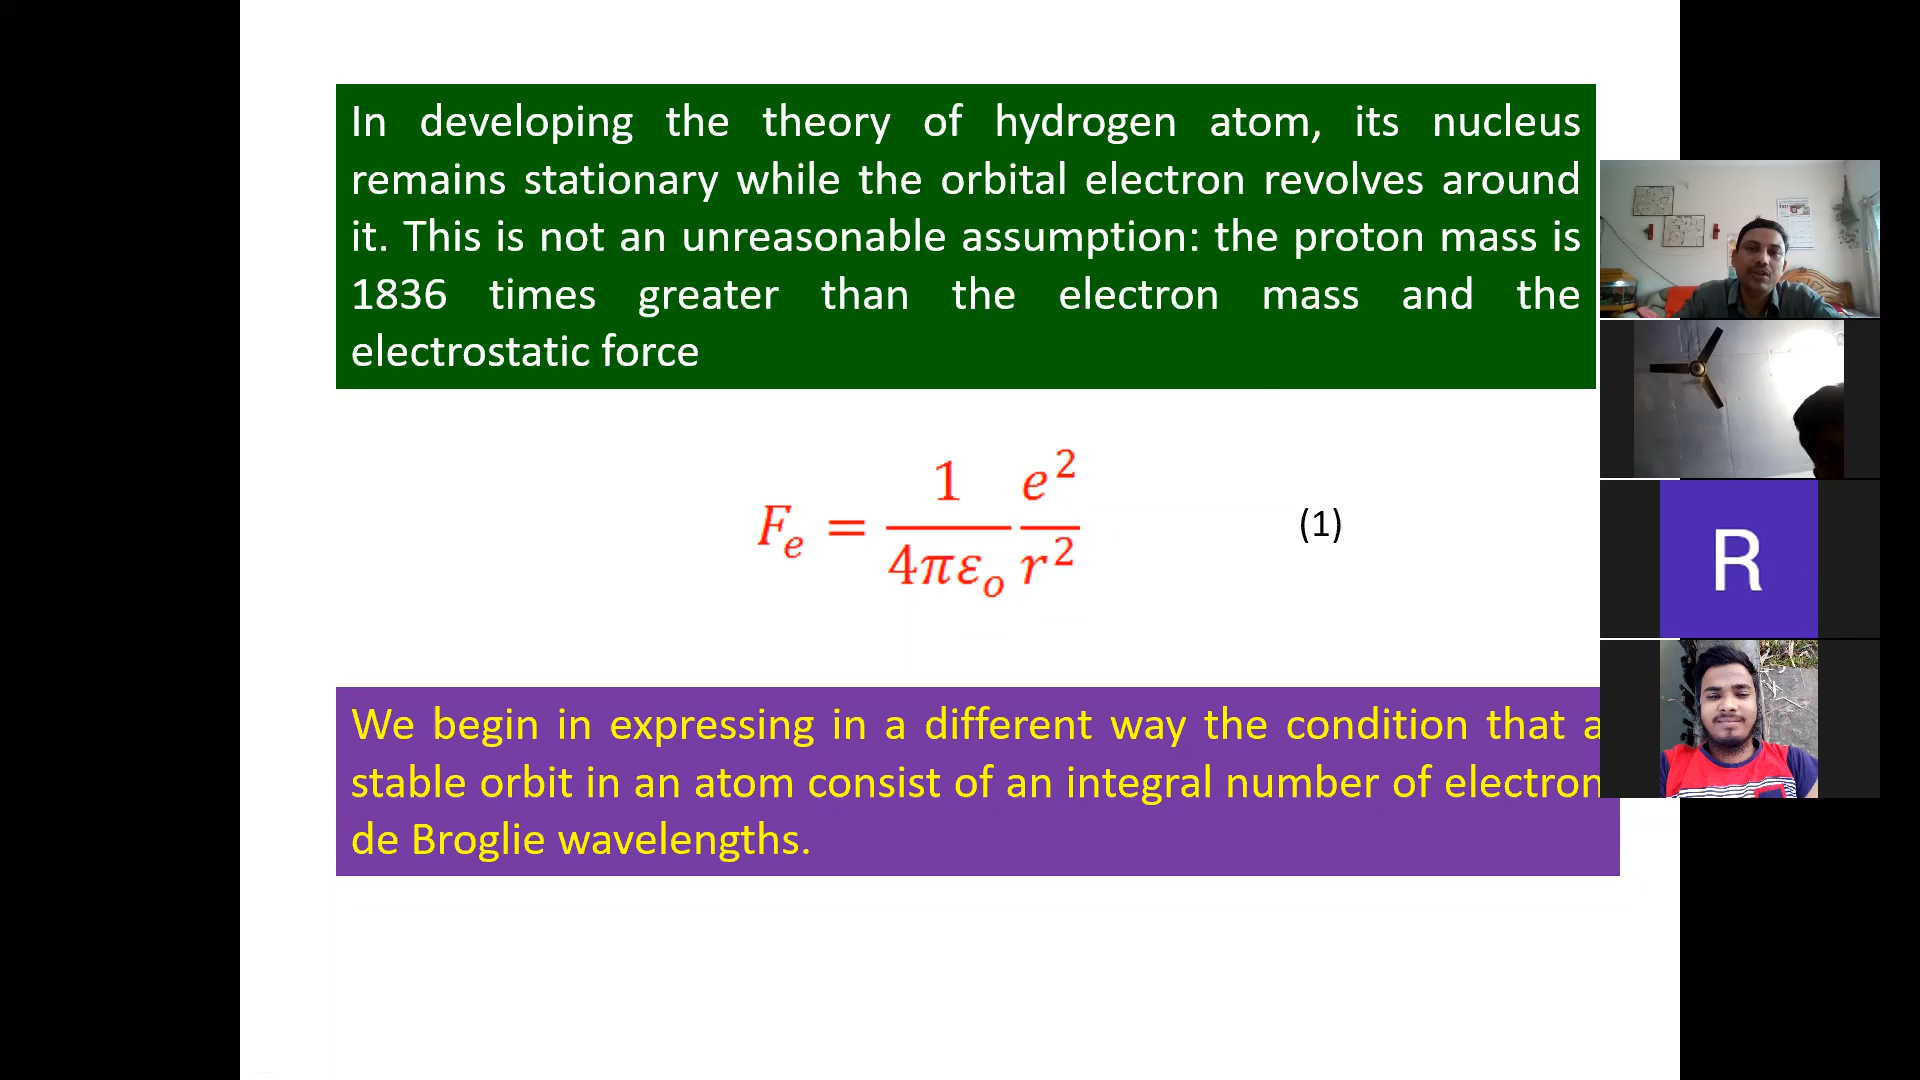 In developing the theory of hydrogen atom, its nucleus
remains stationary while the orbital electron revolves around
it. This is not an unreasonable assumption: the proton mass is
1836 times greater than the electron mass and the
electrostatic force
F_e = \frac{1}{4πε_o} \frac{e^2}{r^2} (1)
We begin in expressing in a different way the condition that a
stable orbit in an atom consist of an integral number of electron
de Broglie wavelengths.
R